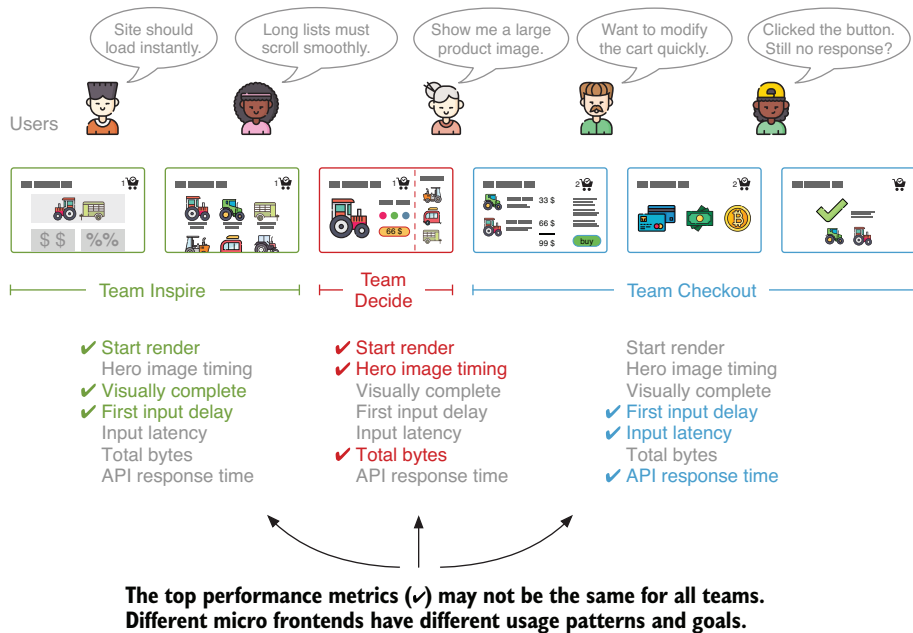 Site should
load instantly.
Long lists must
scroll smoothly.
Show me a large
product image.
Want to modify
the cart quickly.
Clicked the button.
Still no response?
Users
1
1
1
2
2
$ $
%%
66 $
33 $
66 $
99 $
buy
Team Inspire
Team
Decide
Team Checkout
✔ Start render
Hero image timing
✔ Visually complete
✔ First input delay
Input latency
Total bytes
API response time
✔ Start render
✔ Hero image timing
Visually complete
First input delay
Input latency
✔ Total bytes
API response time
Start render
Hero image timing
Visually complete
✔ First input delay
✔ Input latency
Total bytes
✔ API response time
The top performance metrics (✔) may not be the same for all teams.
Different micro frontends have different usage patterns and goals.